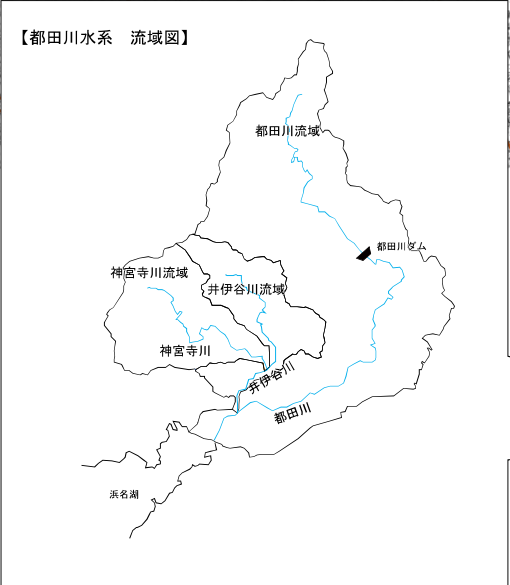 【都田川水系　流域図】
都田川流域
都田川ダム
神宮寺川流域
井伊谷川流域
神宮寺川
井伊谷川
都田川
浜名湖